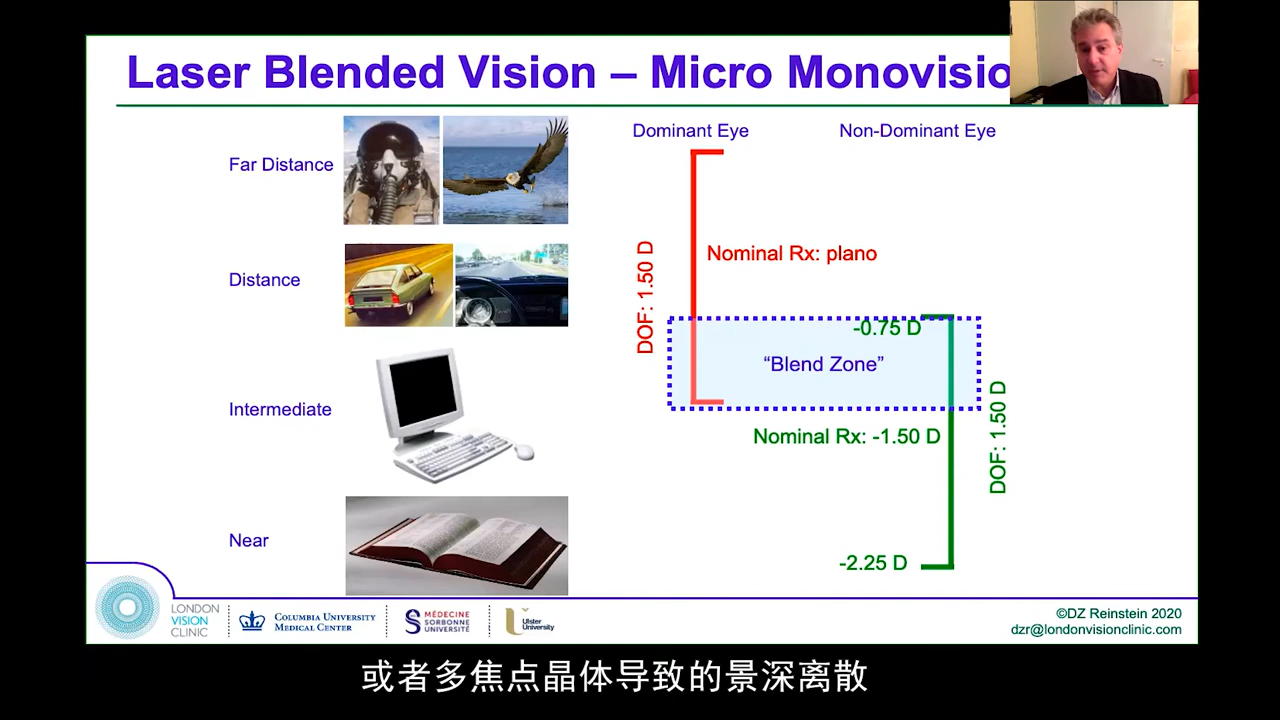 Laser Blended Vision – Micro Monovisio
Dominant Eye
Non-Dominant Eye
Far Distance
Distance
Intermediate
Near
DOF: 1.50 D
Nominal Rx: plano
-0.75 D
“Blend Zone”
Nominal Rx: -1.50 D
DOF: 1.50 D
-2.25 D
LONDON
VISION
CLINIC
COLUMBIA UNIVERSITY
MEDICAL CENTER
MÉDECINE
SORBONNE
UNIVERSITÉ
Ulster
University
©DZ Reinstein 2020
dzr@londonvisionclinic.com
或者多焦点晶体导致的景深离散